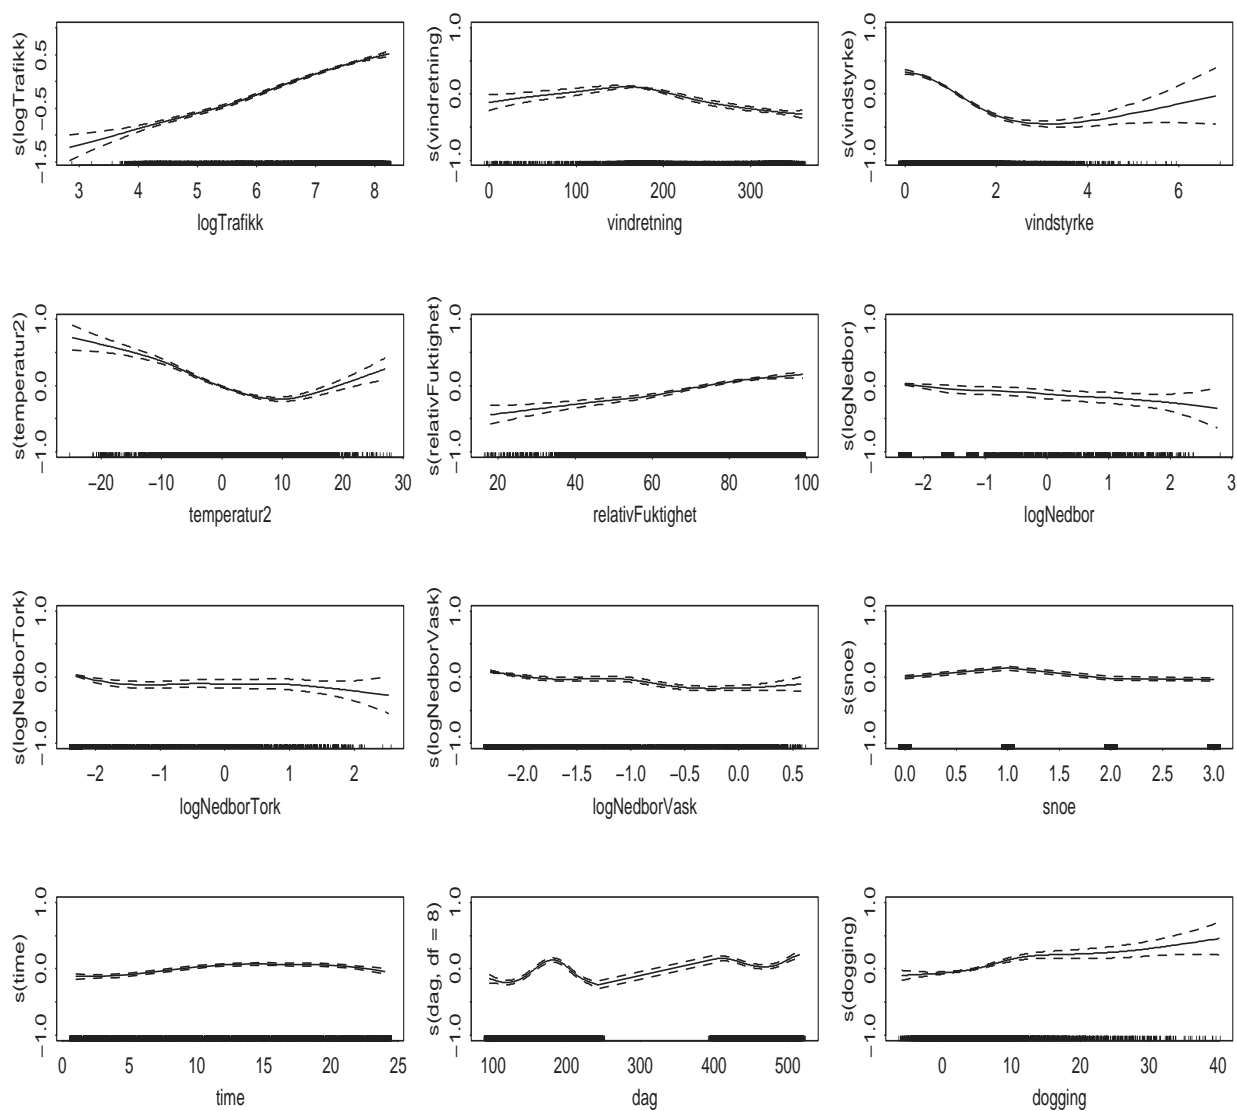 s(logTrafikk)
−1.5 −0.5 0.5
3 4 5 6 7 8
logTrafikk
s(vindretning)
−1.0 0.0 1.0
0 100 200 300
vindretning
s(vindstyrke)
−1.0 0.0 1.0
0 2 4 6
vindstyrke
s(temperatur2)
−1.0 0.0 1.0
−20 −10 0 10 20 30
temperatur2
s(relativFuktighet)
−1.0 0.0 1.0
20 40 60 80 100
relativFuktighet
s(logNedbor)
−1.0 0.0 1.0
−2 −1 0 1 2 3
logNedbor
s(logNedborTork)
−1.0 0.0 1.0
−2 −1 0 1 2
logNedborTork
s(logNedborVask)
−1.0 0.0 1.0
−2.0 −1.5 −1.0 −0.5 0.0 0.5
logNedborVask
s(snoe)
−1.0 0.0 1.0
0.0 0.5 1.0 1.5 2.0 2.5 3.0
snoe
s(time)
−1.0 0.0 1.0
0 5 10 15 20 25
time
s(dag, df = 8)
−1.0 0.0 1.0
100 200 300 400 500
dag
s(dogging)
−1.0 0.0 1.0
0 10 20 30 40
dogging